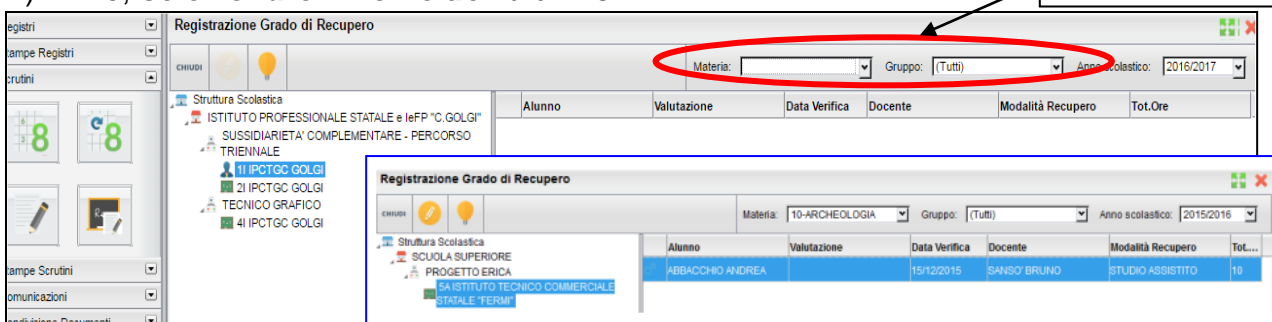 egistri
Registrazione Grado di Recupero
tampe Registri
crutini
CHIUDI
Materia:
Gruppo: (Tutti)
Anno scolastico: 2016/2017
Struttura Scolastica
ISTITUTO PROFESSIONALE STATALE e IeFP "C.GOLGI"
SUSSIDIARIETA' COMPLEMENTARE - PERCORSO
TRIENNALE
1I IPCTGC GOLGI
2I IPCTGC GOLGI
TECNICO GRAFICO
4I IPCTGC GOLGI
Alunno Valutazione Data Verifica Docente Modalità Recupero Tot.Ore
8
8
tampe Scrutini
omunicazioni
Registrazione Grado di Recupero
CHIUDI
Materia: 10-ARCHEOLOGIA Gruppo: (Tutti) Anno scolastico: 2015/2016
Struttura Scolastica
SCUOLA SUPERIORE
PROGETTO ERICA
5A ISTITUTO TECNICO COMMERCIALE
STATALE "FERMI"
Alunno Valutazione Data Verifica Docente Modalità Recupero Tot....
ABBACCHIO ANDREA 15/12/2015 SANSO' BRUNO STUDIO ASSISTITO 10